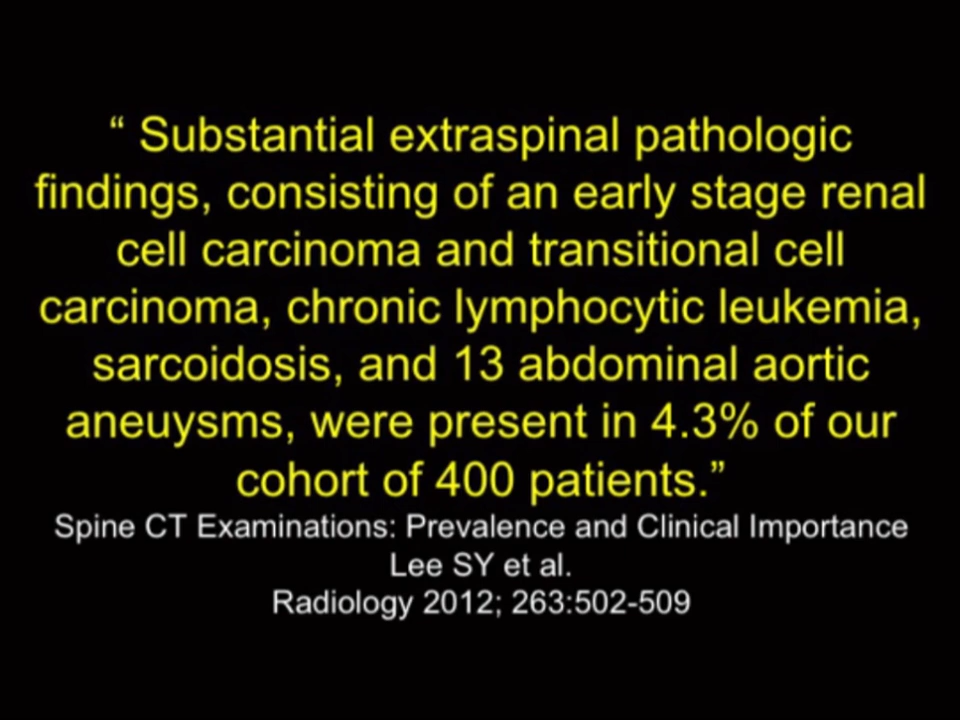 “ Substantial extraspinal pathologic
findings, consisting of an early stage renal
cell carcinoma and transitional cell
carcinoma, chronic lymphocytic leukemia,
sarcoidosis, and 13 abdominal aortic
aneuysms, were present in 4.3% of our
cohort of 400 patients.”
Spine CT Examinations: Prevalence and Clinical Importance
Lee SY et al.
Radiology 2012; 263:502-509